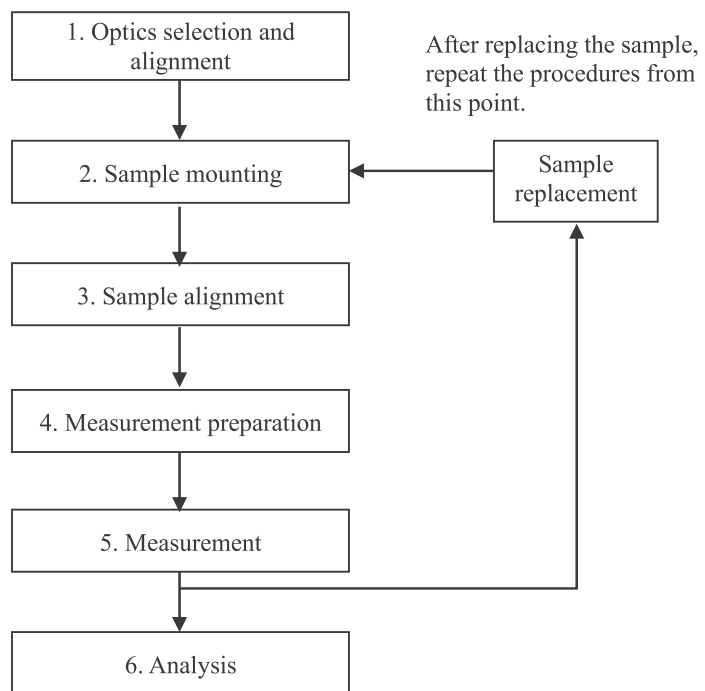 1. Optics selection and
alignment
After replacing the sample,
repeat the procedures from
this point.
2. Sample mounting
Sample
replacement
3. Sample alignment
4. Measurement preparation
5. Measurement
6. Analysis